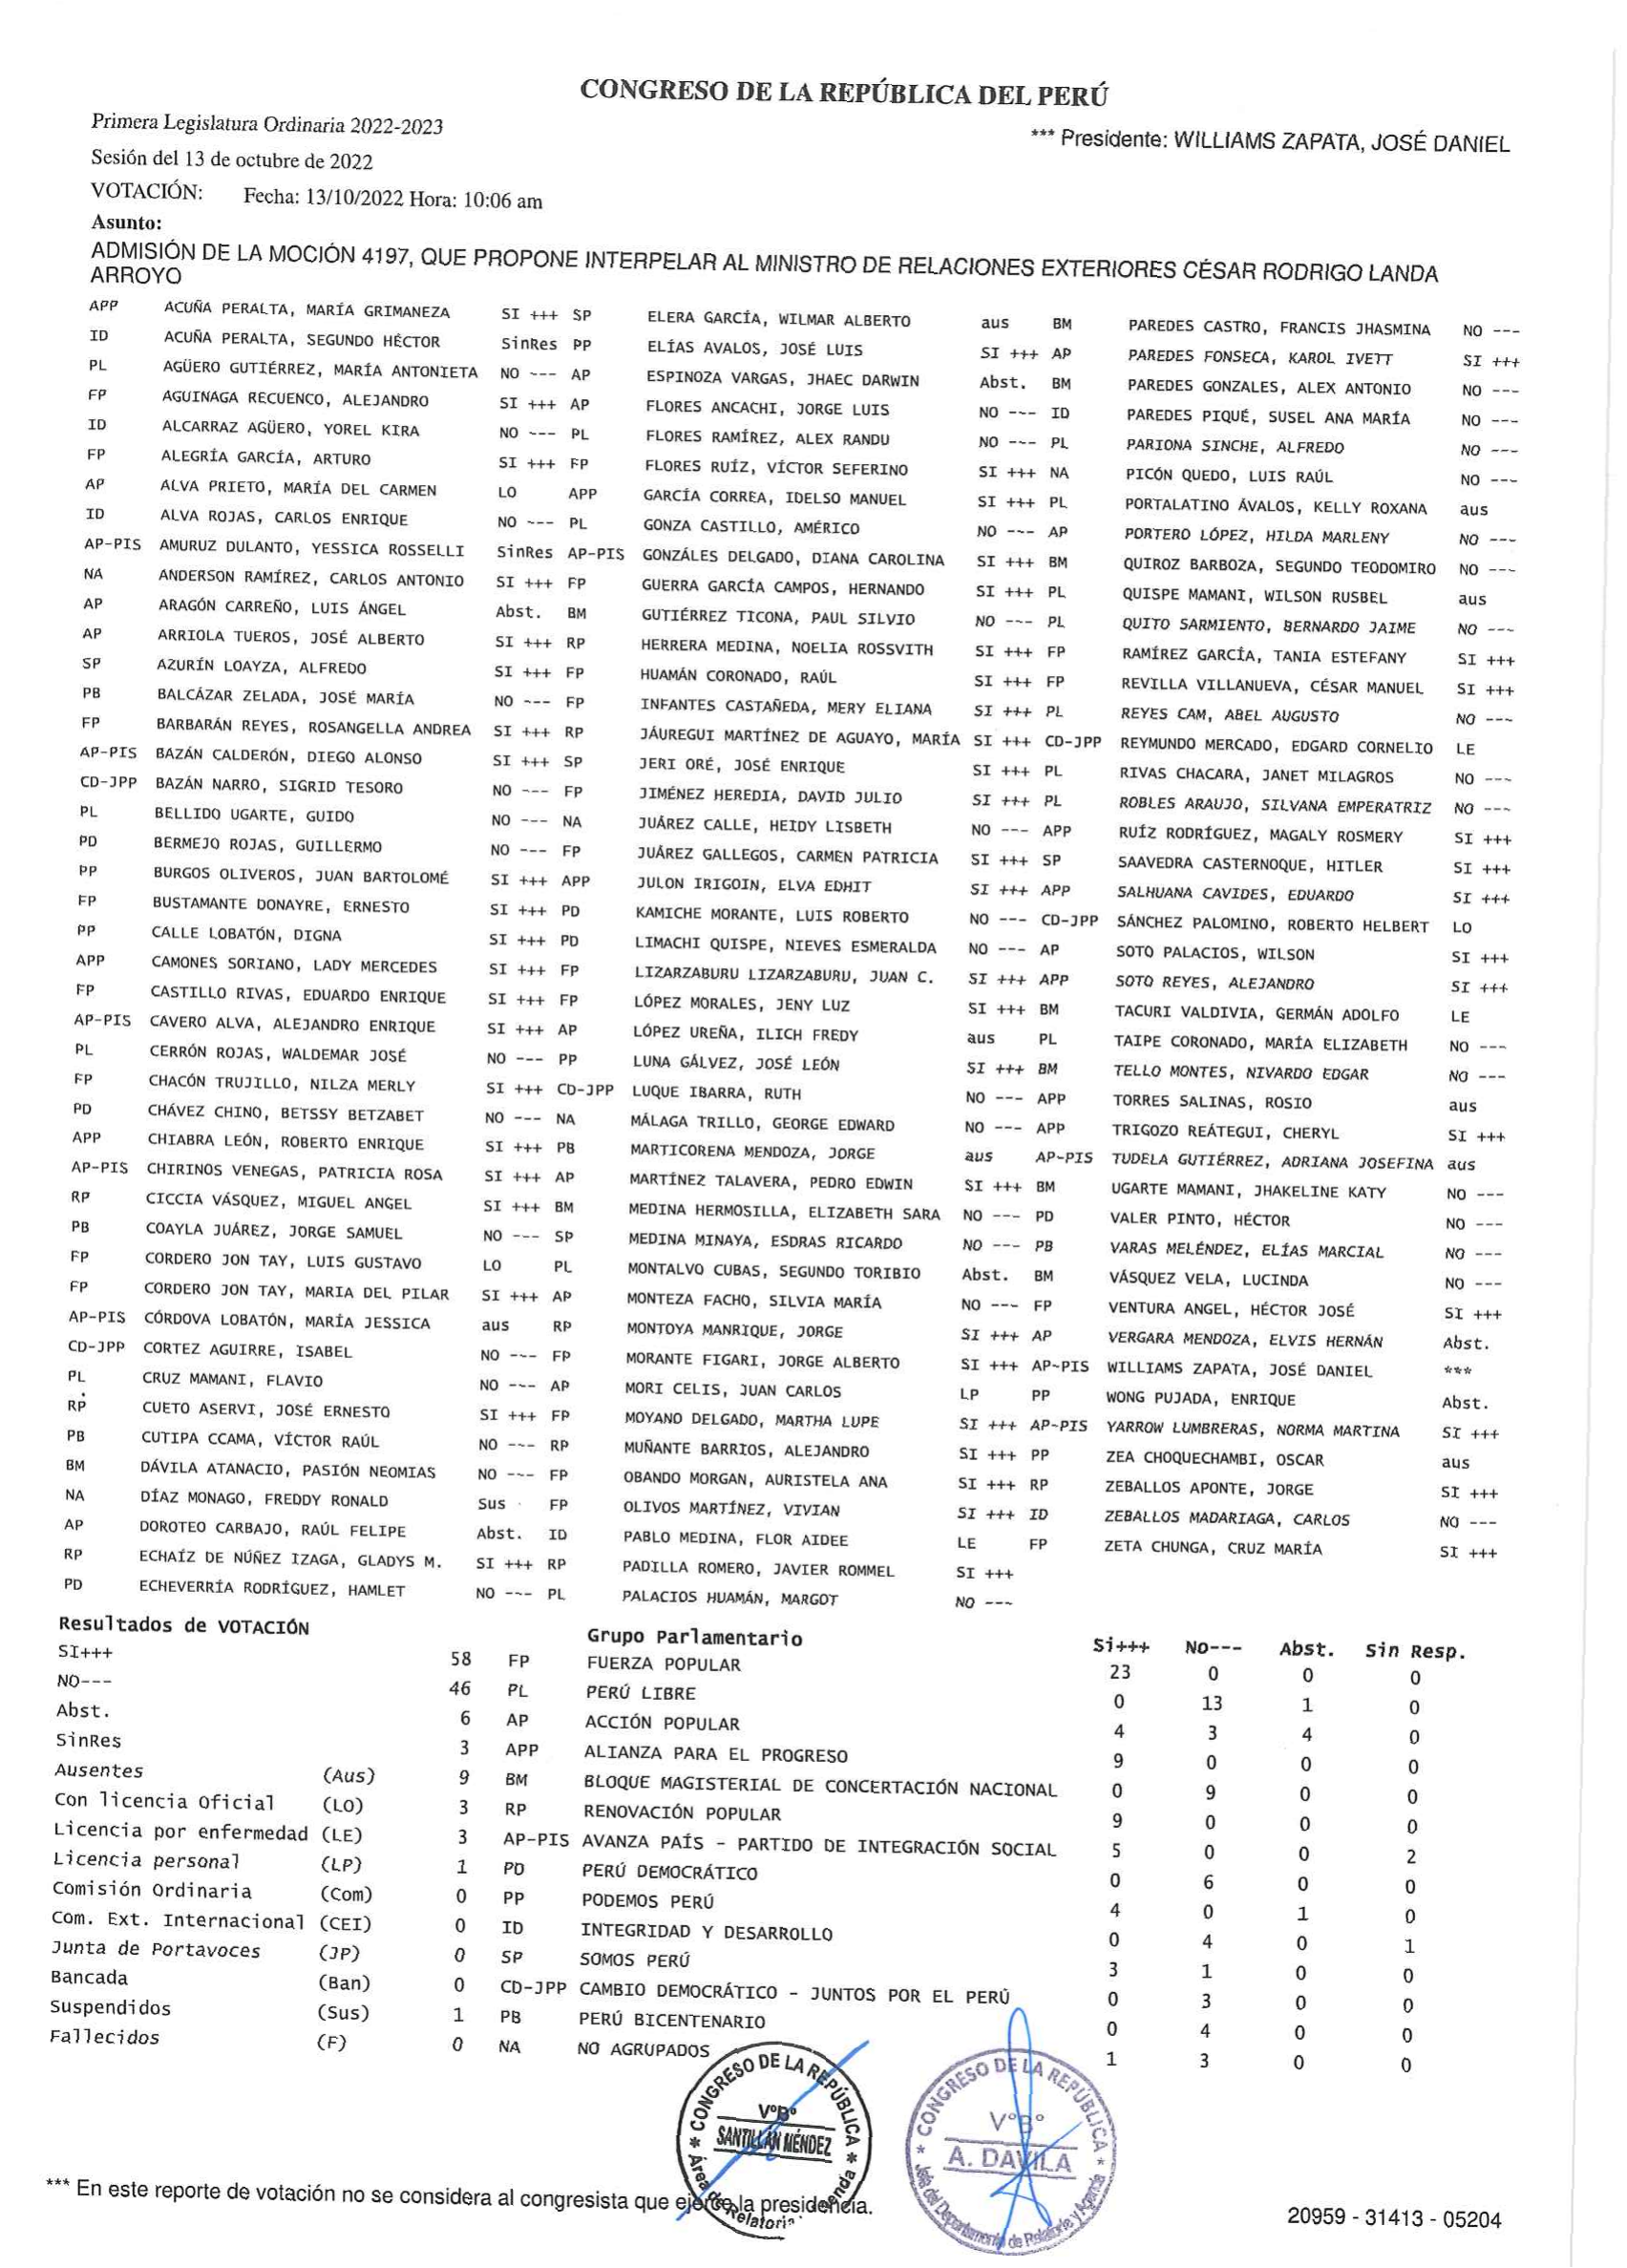 CONGRESO DE LA REPÚBLICA DEL PERÚ
Primera Legislatura Ordinaria 2022-2023
*** Presidente: WILLIAMS ZAPATA, JOSÉ DANIEL
Sesión del 13 de octubre de 2022
VOTACIÓN: Fecha: 13/10/2022 Hora: 10:06 am
Asunto:
ADMISIÓN DE LA MOCIÓN 4197, QUE PROPONE INTERPELAR AL MINISTRO DE RELACIONES EXTERIORES CÉSAR RODRIGO LANDA
ARROYO
APP ACUÑA PERALTA, MARÍA GRIMANEZA SI +++ SP ELERA GARCÍA, WILMAR ALBERTO aus BM PAREDES CASTRO, FRANCIS JHASMINA NO ---
ID ACUÑA PERALTA, SEGUNDO HÉCTOR SinRes PP ELÍAS AVALOS, JOSÉ LUIS SI +++ AP PAREDES FONSECA, KAROL IVETT SI +++
PL AGÜERO GUTIÉRREZ, MARÍA ANTONIETA NO --- AP ESPINOZA VARGAS, JHAEC DARWIN Abst. BM PAREDES GONZALES, ALEX ANTONIO NO ---
FP AGUINAGA RECUENCO, ALEJANDRO SI +++ AP FLORES ANCACHI, JORGE LUIS NO --- ID PAREDES PIQUÉ, SUSEL ANA MARÍA NO ---
ID ALCARRAZ AGÜERO, YOREL KIRA NO --- PL FLORES RAMÍREZ, ALEX RANDU NO --- PL PARIONA SINCHE, ALFREDO NO ---
FP ALEGRÍA GARCÍA, ARTURO SI +++ FP FLORES RUÍZ, VÍCTOR SEFERINO SI +++ NA PICÓN QUEDO, LUIS RAÚL NO ---
AP ALVA PRIETO, MARÍA DEL CARMEN LO APP GARCÍA CORREA, IDELSO MANUEL SI +++ PL PORTALATINO ÁVALOS, KELLY ROXANA aus
ID ALVA ROJAS, CARLOS ENRIQUE NO --- PL GONZA CASTILLO, AMÉRICO NO --- AP PORTERO LÓPEZ, HILDA MARLENY NO ---
AP-PIS AMURUZ DULANTO, YESSICA ROSSELLI SinRes AP-PIS GONZÁLES DELGADO, DIANA CAROLINA SI +++ BM QUIROZ BARBOZA, SEGUNDO TEODOMIRO NO ---
NA ANDERSON RAMÍREZ, CARLOS ANTONIO SI +++ FP GUERRA GARCÍA CAMPOS, HERNANDO SI +++ PL QUISPE MAMANI, WILSON RUSBEL aus
AP ARAGÓN CARREÑO, LUIS ÁNGEL Abst. BM GUTIÉRREZ TICONA, PAUL SILVIO NO --- PL QUITO SARMIENTO, BERNARDO JAIME NO ---
AP ARRIOLA TUEROS, JOSÉ ALBERTO SI +++ RP HERRERA MEDINA, NOELIA ROSSVITH SI +++ FP RAMÍREZ GARCÍA, TANIA ESTEFANY SI +++
SP AZURÍN LOAYZA, ALFREDO SI +++ FP HUAMÁN CORONADO, RAÚL SI +++ FP REVILLA VILLANUEVA, CÉSAR MANUEL SI +++
PB BALCÁZAR ZELADA, JOSÉ MARÍA NO --- FP INFANTES CASTAÑEDA, MERY ELIANA SI +++ PL REYES CAM, ABEL AUGUSTO NO ---
FP BARBARÁN REYES, ROSANGELLA ANDREA SI +++ RP JÁUREGUI MARTÍNEZ DE AGUAYO, MARÍA SI +++ CD-JPP REYMUNDO MERCADO, EDGARD CORNELIO LE
AP-PIS BAZÁN CALDERÓN, DIEGO ALONSO SI +++ SP JERI ORÉ, JOSÉ ENRIQUE SI +++ PL RIVAS CHACARA, JANET MILAGROS NO ---
CD-JPP BAZÁN NARRO, SIGRID TESORO NO --- FP JIMÉNEZ HEREDIA, DAVID JULIO SI +++ PL ROBLES ARAUJO, SILVANA EMPERATRIZ NO ---
PL BELLIDO UGARTE, GUIDO NO --- NA JUÁREZ CALLE, HEIDY LISBETH NO --- APP RUÍZ RODRÍGUEZ, MAGALY ROSMERY SI +++
PD BERMEJO ROJAS, GUILLERMO NO --- FP JUÁREZ GALLEGOS, CARMEN PATRICIA SI +++ SP SAAVEDRA CASTERNOQUE, HITLER SI +++
PP BURGOS OLIVEROS, JUAN BARTOLOMÉ SI +++ APP JULON IRIGOIN, ELVA EDHIT SI +++ APP SALHUANA CAVIDES, EDUARDO SI +++
FP BUSTAMANTE DONAYRE, ERNESTO SI +++ PD KAMICHE MORANTE, LUIS ROBERTO NO --- CD-JPP SÁNCHEZ PALOMINO, ROBERTO HELBERT LO
PP CALLE LOBATÓN, DIGNA SI +++ PD LIMACHI QUISPE, NIEVES ESMERALDA NO --- AP SOTO PALACIOS, WILSON SI +++
APP CAMONES SORIANO, LADY MERCEDES SI +++ FP LIZARZABURU LIZARZABURU, JUAN C. SI +++ APP SOTO REYES, ALEJANDRO SI +++
FP CASTILLO RIVAS, EDUARDO ENRIQUE SI +++ FP LÓPEZ MORALES, JENY LUZ SI +++ BM TACURI VALDIVIA, GERMÁN ADOLFO LE
AP-PIS CAVERO ALVA, ALEJANDRO ENRIQUE SI +++ AP LÓPEZ UREÑA, ILICH FREDY aus PL TAIPE CORONADO, MARÍA ELIZABETH NO ---
PL CERRÓN ROJAS, WALDEMAR JOSÉ NO --- PP LUNA GÁLVEZ, JOSÉ LEÓN SI +++ BM TELLO MONTES, NIVARDO EDGAR NO ---
FP CHACÓN TRUJILLO, NILZA MERLY SI +++ CD-JPP LUQUE IBARRA, RUTH NO --- APP TORRES SALINAS, ROSIO aus
PD CHÁVEZ CHINO, BETSSY BETZABET NO --- NA MÁLAGA TRILLO, GEORGE EDWARD NO --- APP TRIGOZO REÁTEGUI, CHERYL SI +++
APP CHIABRA LEÓN, ROBERTO ENRIQUE SI +++ PB MARTICORENA MENDOZA, JORGE aus AP-PIS TUDELA GUTIÉRREZ, ADRIANA JOSEFINA aus
AP-PIS CHIRINOS VENEGAS, PATRICIA ROSA SI +++ AP MARTÍNEZ TALAVERA, PEDRO EDWIN SI +++ BM UGARTE MAMANI, JHAKELINE KATY NO ---
RP CICCIA VÁSQUEZ, MIGUEL ANGEL SI +++ BM MEDINA HERMOSILLA, ELIZABETH SARA NO --- PD VALER PINTO, HÉCTOR NO ---
PB COAYLA JUÁREZ, JORGE SAMUEL NO --- SP MEDINA MINAYA, ESDRAS RICARDO NO --- PB VARAS MELÉNDEZ, ELÍAS MARCIAL NO ---
FP CORDERO JON TAY, LUIS GUSTAVO LO PL MONTALVO CUBAS, SEGUNDO TORIBIO Abst. BM VÁSQUEZ VELA, LUCINDA NO ---
FP CORDERO JON TAY, MARIA DEL PILAR SI +++ AP MONTEZA FACHO, SILVIA MARÍA NO --- FP VENTURA ANGEL, HÉCTOR JOSÉ SI +++
AP-PIS CÓRDOVA LOBATÓN, MARÍA JESSICA aus RP MONTOYA MANRIQUE, JORGE SI +++ AP VERGARA MENDOZA, ELVIS HERNÁN Abst.
CD-JPP CORTEZ AGUIRRE, ISABEL NO --- FP MORANTE FIGARI, JORGE ALBERTO SI +++ AP-PIS WILLIAMS ZAPATA, JOSÉ DANIEL ***
PL CRUZ MAMANI, FLAVIO NO --- AP MORI CELIS, JUAN CARLOS LP PP WONG PUJADA, ENRIQUE Abst.
RP CUETO ASERVI, JOSÉ ERNESTO SI +++ FP MOYANO DELGADO, MARTHA LUPE SI +++ AP-PIS YARROW LUMBRERAS, NORMA MARTINA SI +++
PB CUTIPA CCAMA, VÍCTOR RAÚL NO --- RP MUÑANTE BARRIOS, ALEJANDRO SI +++ PP ZEA CHOQUECHAMBI, OSCAR aus
BM DÁVILA ATANACIO, PASIÓN NEOMIAS NO --- FP OBANDO MORGAN, AURISTELA ANA SI +++ RP ZEBALLOS APONTE, JORGE SI +++
NA DÍAZ MONAGO, FREDDY RONALD Sus FP OLIVOS MARTÍNEZ, VIVIAN SI +++ ID ZEBALLOS MADARIAGA, CARLOS NO ---
AP DOROTEO CARBAJO, RAÚL FELIPE Abst. ID PABLO MEDINA, FLOR AIDEE LE FP ZETA CHUNGA, CRUZ MARÍA SI +++
RP ECHAÍZ DE NÚÑEZ IZAGA, GLADYS M. SI +++ RP PADILLA ROMERO, JAVIER ROMMEL SI +++
PD ECHEVERRÍA RODRÍGUEZ, HAMLET NO --- PL PALACIOS HUAMÁN, MARGOT NO ---
Resultados de VOTACIÓN Grupo Parlamentario Si+++ No--- Abst. Sin Resp.
SI+++ 58 FP FUERZA POPULAR 23 0 0 0
NO--- 46 PL PERÚ LIBRE 0 13 1 0
Abst. 6 AP ACCIÓN POPULAR 4 3 4 0
SinRes 3 APP ALIANZA PARA EL PROGRESO 9 0 0 0
Ausentes (Aus) 9 BM BLOQUE MAGISTERIAL DE CONCERTACIÓN NACIONAL 0 9 0 0
Con licencia Oficial (LO) 3 RP RENOVACIÓN POPULAR 9 0 0 0
Licencia por enfermedad (LE) 3 AP-PIS AVANZA PAÍS - PARTIDO DE INTEGRACIÓN SOCIAL 5 0 0 2
Licencia personal (LP) 1 PD PERÚ DEMOCRÁTICO 0 6 0 0
Comisión Ordinaria (Com) 0 PP PODEMOS PERÚ 4 0 1 0
Com. Ext. Internacional (CEI) 0 ID INTEGRIDAD Y DESARROLLO 0 4 0 1
Junta de Portavoces (JP) 0 SP SOMOS PERÚ 3 1 0 0
Bancada (Ban) 0 CD-JPP CAMBIO DEMOCRÁTICO - JUNTOS POR EL PERÚ 0 3 0 0
Suspendidos (Sus) 1 PB PERÚ BICENTENARIO 0 4 0 0
Fallecidos (F) 0 NA NO AGRUPADOS 1 3 0 0
CONGRESO DE LA REPÚBLICA
V°B°
SANTILLÁN MÉNDEZ
Área de Relatoría
CONGRESO DE LA REPÚBLICA
V°B°
A. DAVILA
Jefa del Departamento de Relatoría y Agenda
*** En este reporte de votación no se considera al congresista que ejerce la presidencia.
20959 - 31413 - 05204